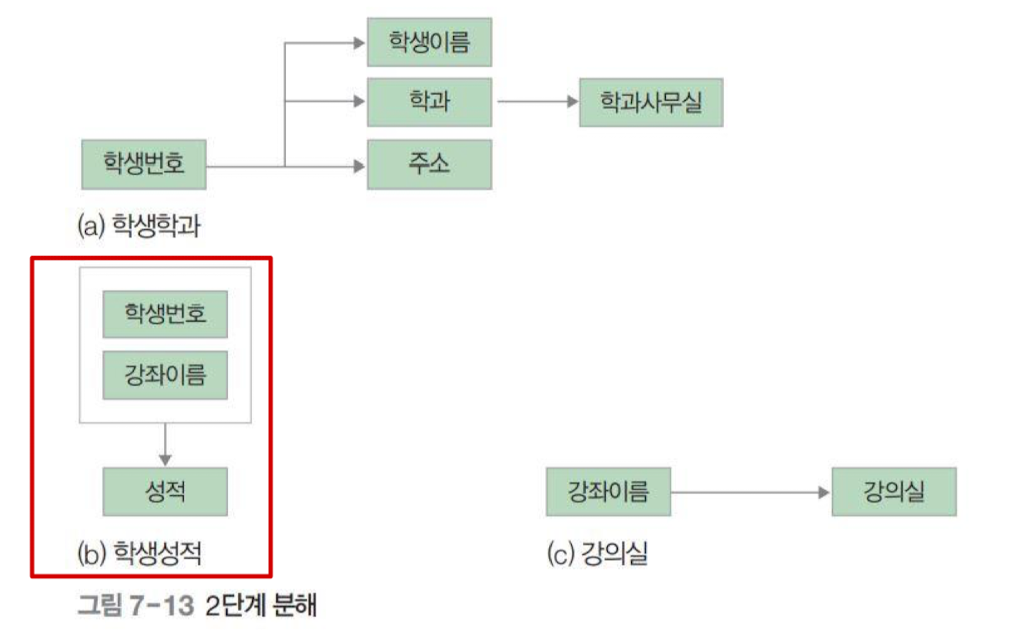 학생이름
학과
학과사무실
학생번호
주소
(a) 학생학과
학생번호
강좌이름
성적
강좌이름
강의실
(b) 학생성적
(c) 강의실
그림 7-13 2단계 분해